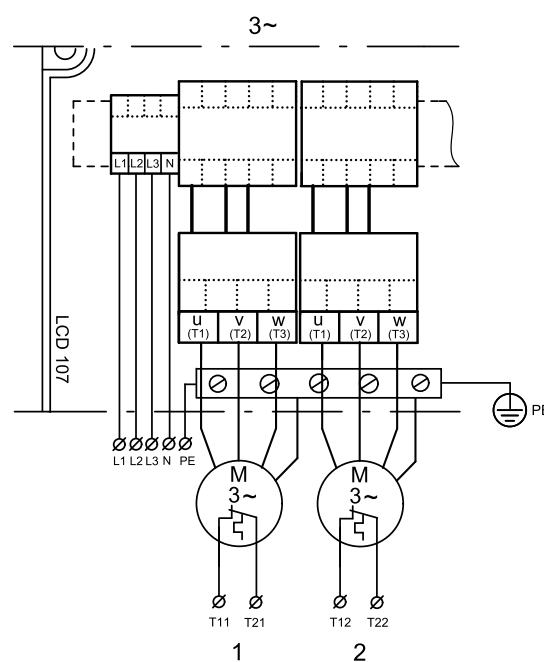 3~
L1 L2 L3 N
u v w u v w
(T1) (T2) (T3) (T1) (T2) (T3)
LCD 107
PE
L1 L2 L3 N PE
M M
3~ 3~
T11 T21 T12 T22
1 2